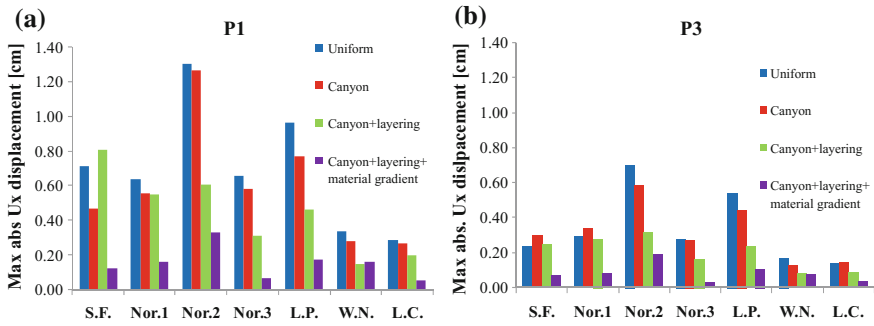 (a)
P1
Max abs Ux displacement [cm]
1.40
1.20
1.00
0.80
0.60
0.40
0.20
0.00
Uniform
Canyon
Canyon+layering
Canyon+layering+
material gradient
S.F. Nor.1 Nor.2 Nor.3 L.P. W.N. L.C.
(b)
P3
Max abs. Ux dislpacement [cm]
1.40
1.20
1.00
0.80
0.60
0.40
0.20
0.00
Uniform
Canyon
Canyon+layering
Canyon+layering+
material gradient
S.F. Nor.1 Nor.2 Nor.3 L.P. W.N. L.C.